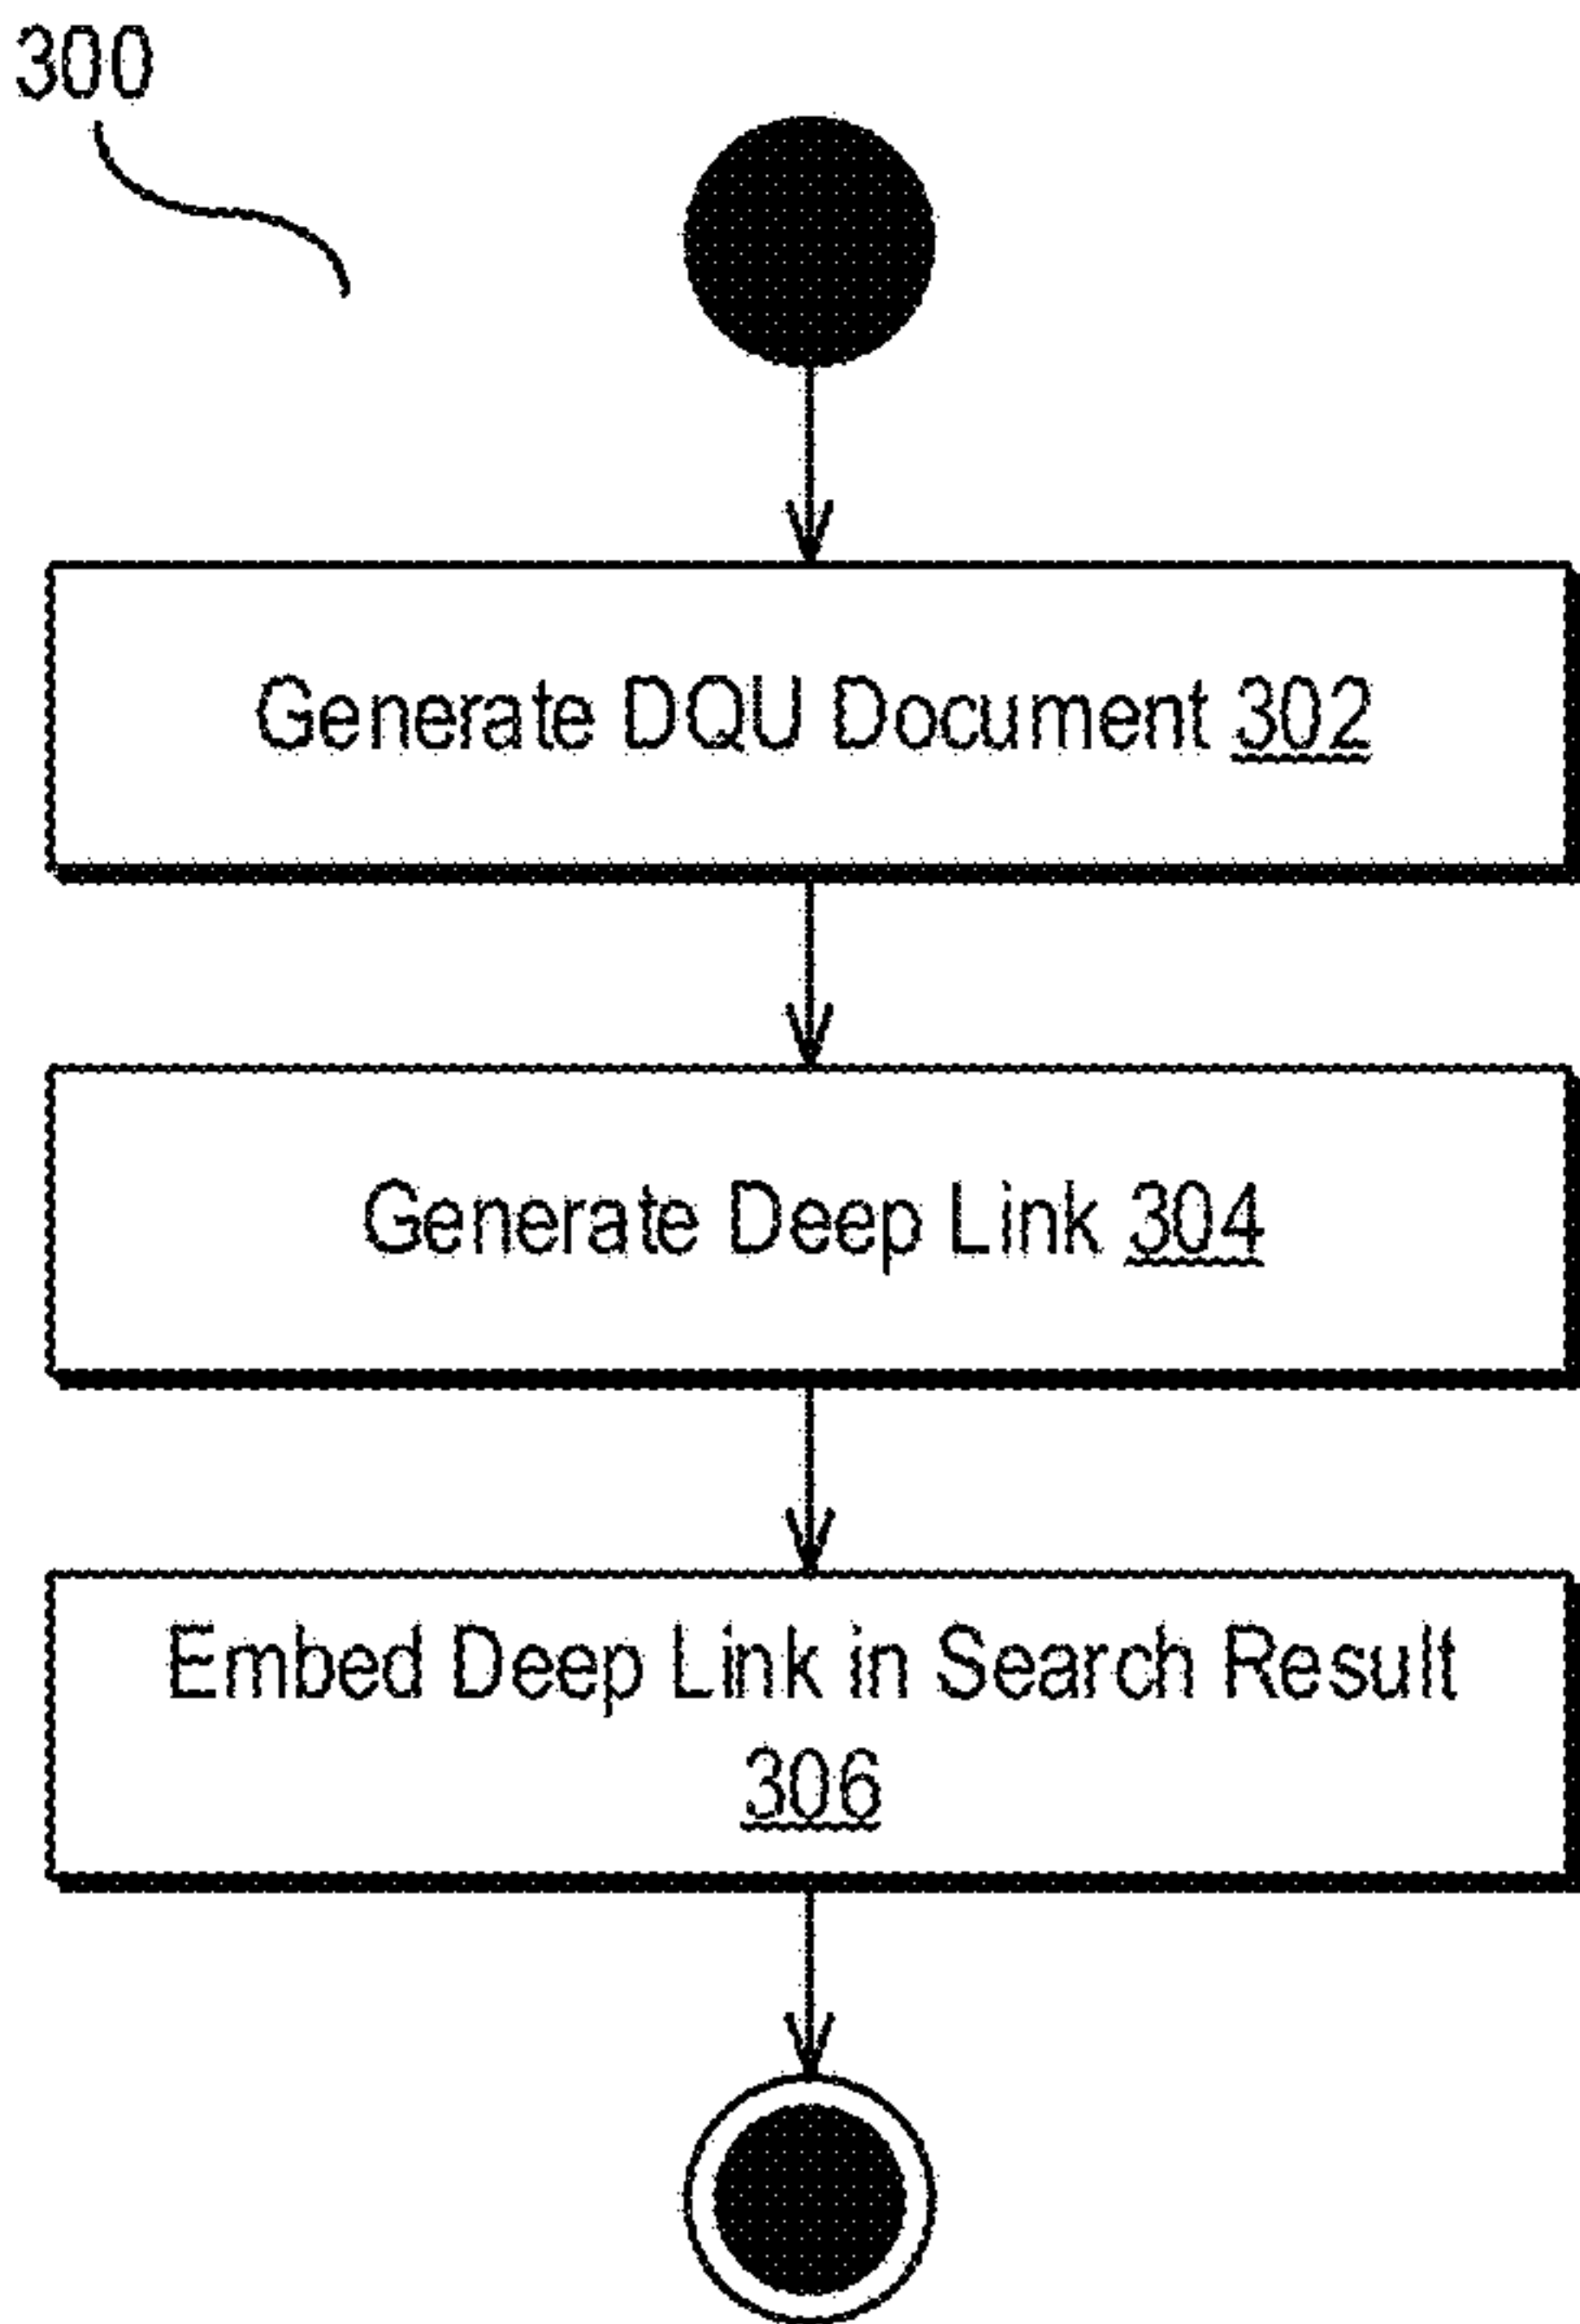 300
Generate DQU Document 302
Generate Deep Link 304
Embed Deep Link in Search Result
306